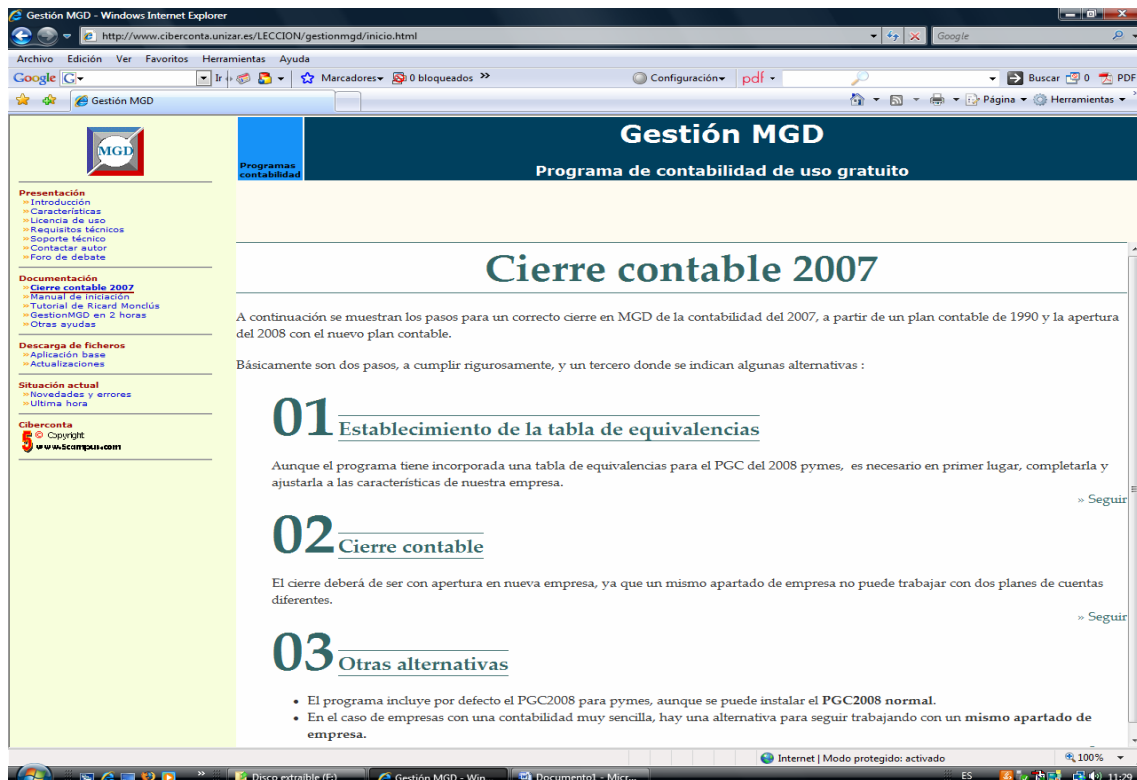 Gestión MGD - Windows Internet Explorer
http://www.ciberconta.unizar.es/LECCION/gestionmgd/inicio.html
Google
Archivo Edición Ver Favoritos Herramientas Ayuda
Google G Ir Marcadores 0 bloqueados » Configuración pdf Buscar 0 PDF
Gestión MGD Página Herramientas »
MGD
Programas
contabilidad
Gestión MGD
Programa de contabilidad de uso gratuito
Presentación
» Introducción
» Características
» Licencia de uso
» Requisitos técnicos
» Soporte técnico
» Contactar autor
» Foro de debate
Documentación
» Cierre contable 2007
» Manual de iniciación
» Tutorial de Ricard Monclús
» GestionMGD en 2 horas
» Otras ayudas
Descarga de ficheros
» Aplicación base
» Actualizaciones
Situación actual
» Novedades y errores
» Ultima hora
Ciberconta
5 © Copyright
www.5campus.com
Cierre contable 2007
A continuación se muestran los pasos para un correcto cierre en MGD de la contabilidad del 2007, a partir de un plan contable de 1990 y la apertura
del 2008 con el nuevo plan contable.
Básicamente son dos pasos, a cumplir rigurosamente, y un tercero donde se indican algunas alternativas :
01 Establecimiento de la tabla de equivalencias
Aunque el programa tiene incorporada una tabla de equivalencias para el PGC del 2008 pymes, es necesario en primer lugar, completarla y
ajustarla a las características de nuestra empresa.
» Seguir
02 Cierre contable
El cierre deberá de ser con apertura en nueva empresa, ya que un mismo apartado de empresa no puede trabajar con dos planes de cuentas
diferentes.
» Seguir
03 Otras alternativas
• El programa incluye por defecto el PGC2008 para pymes, aunque se puede instalar el PGC2008 normal.
• En el caso de empresas con una contabilidad muy sencilla, hay una alternativa para seguir trabajando con un mismo apartado de
empresa.
Internet | Modo protegido: activado 100%
» Disco extraíble (F:) Gestión MGD - Win... Documento1 - Micr... ES 11:29